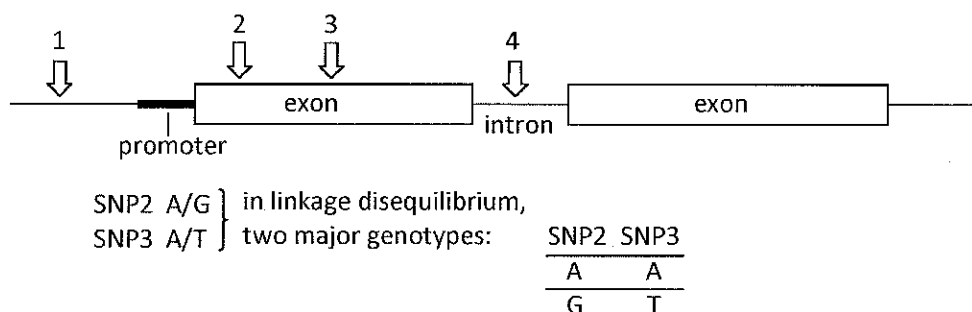 1 2 3 4
exon exon
promoter intron
SNP2 A/G in linkage disequilibrium,
SNP3 A/T two major genotypes: SNP2 SNP3
A A
G T